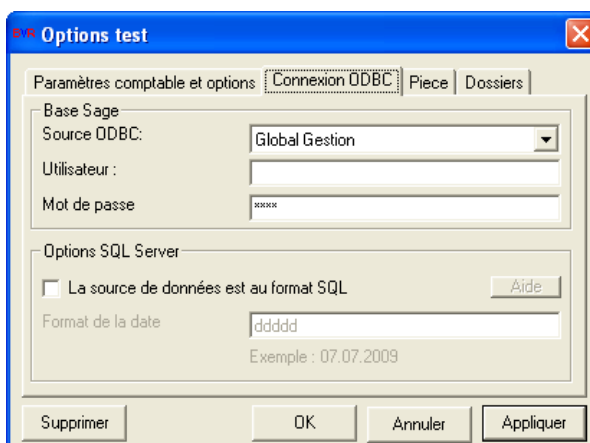 BVR Options test
Paramètres comptable et options Connexion ODBC Piece Dossiers
Base Sage
Source ODBC: Global Gestion
Utilisateur :
Mot de passe ****
Options SQL Server
La source de données est au format SQL Aide
Format de la date ddddd
Exemple : 07.07.2009
Supprimer OK Annuler Appliquer